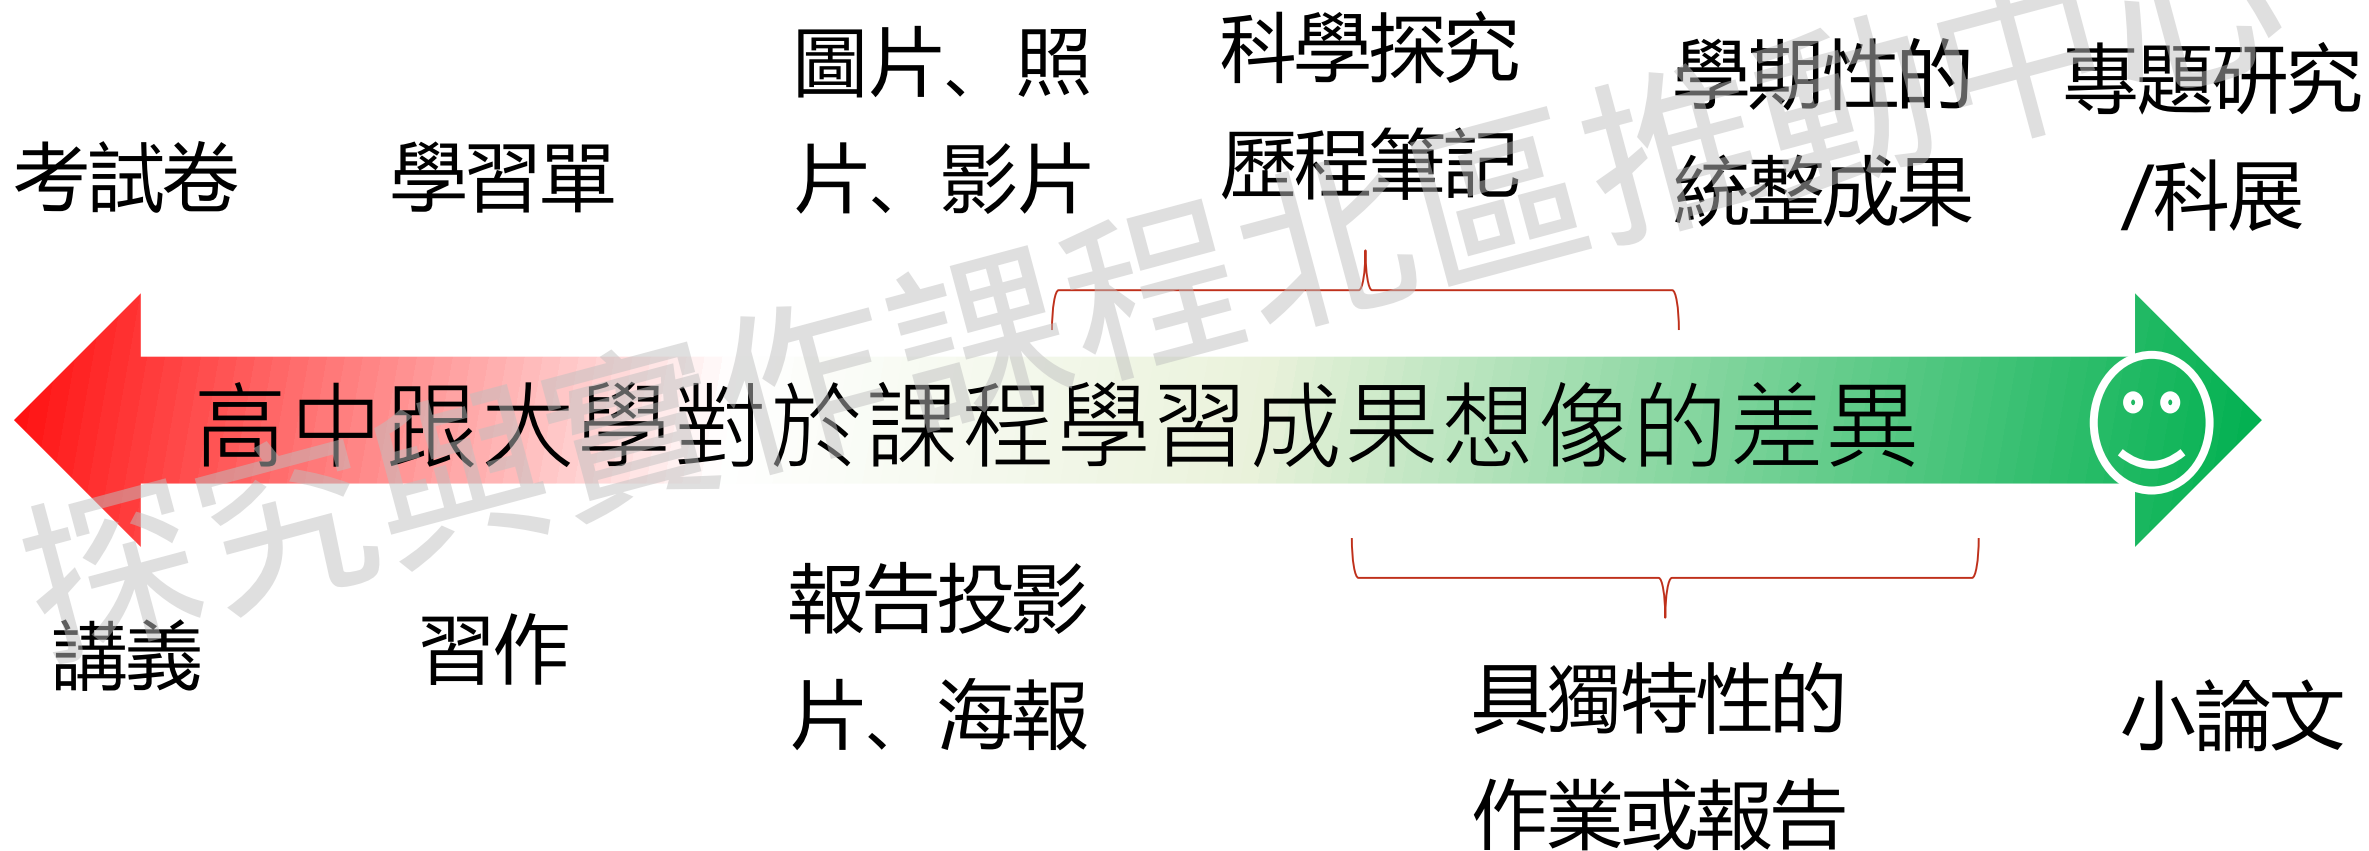 考試卷
學習單
圖片、照
片、影片
科學探究
歷程筆記
學期性的
統整成果
專題研究
/科展
高中跟大學對於課程學習成果想像的差異
講義
習作
報告投影
片、海報
具獨特性的
作業或報告
小論文
探究與實作課程北區推動中心